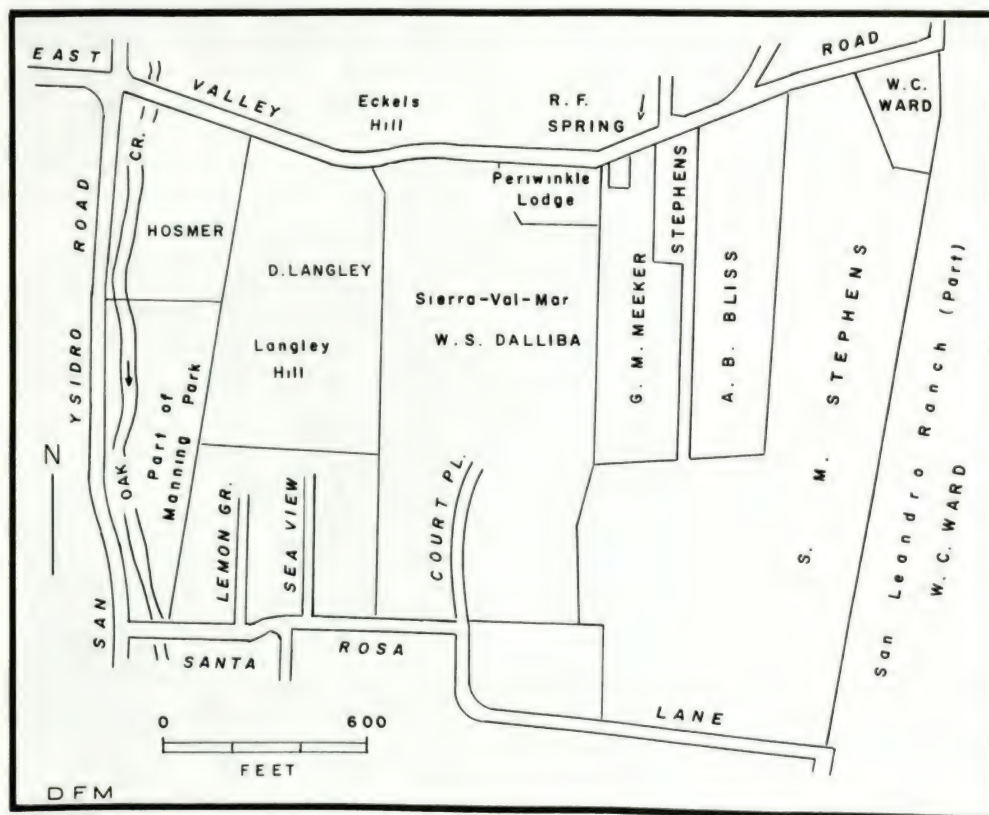 EAST
VALLEY
ROAD
Eckels
Hill
R. F.
SPRING
W. C.
WARD
CR.
HOSMER
D. LANGLEY
Periwinkle
Lodge
STEPHENS
SAN YSIDRO ROAD
Sierra-Val-Mar
W. S. DALLIBA
G. M. MEEKER
A. B. BLISS
S. M. STEPHENS
San Leandro Ranch (Part)
W. C. WARD
Langley
Hill
Part of
Manning Park
N
OAK
LEMON GR.
SEA VIEW
COURT PL.
SANTA ROSA LANE
0 600
FEET
DFM